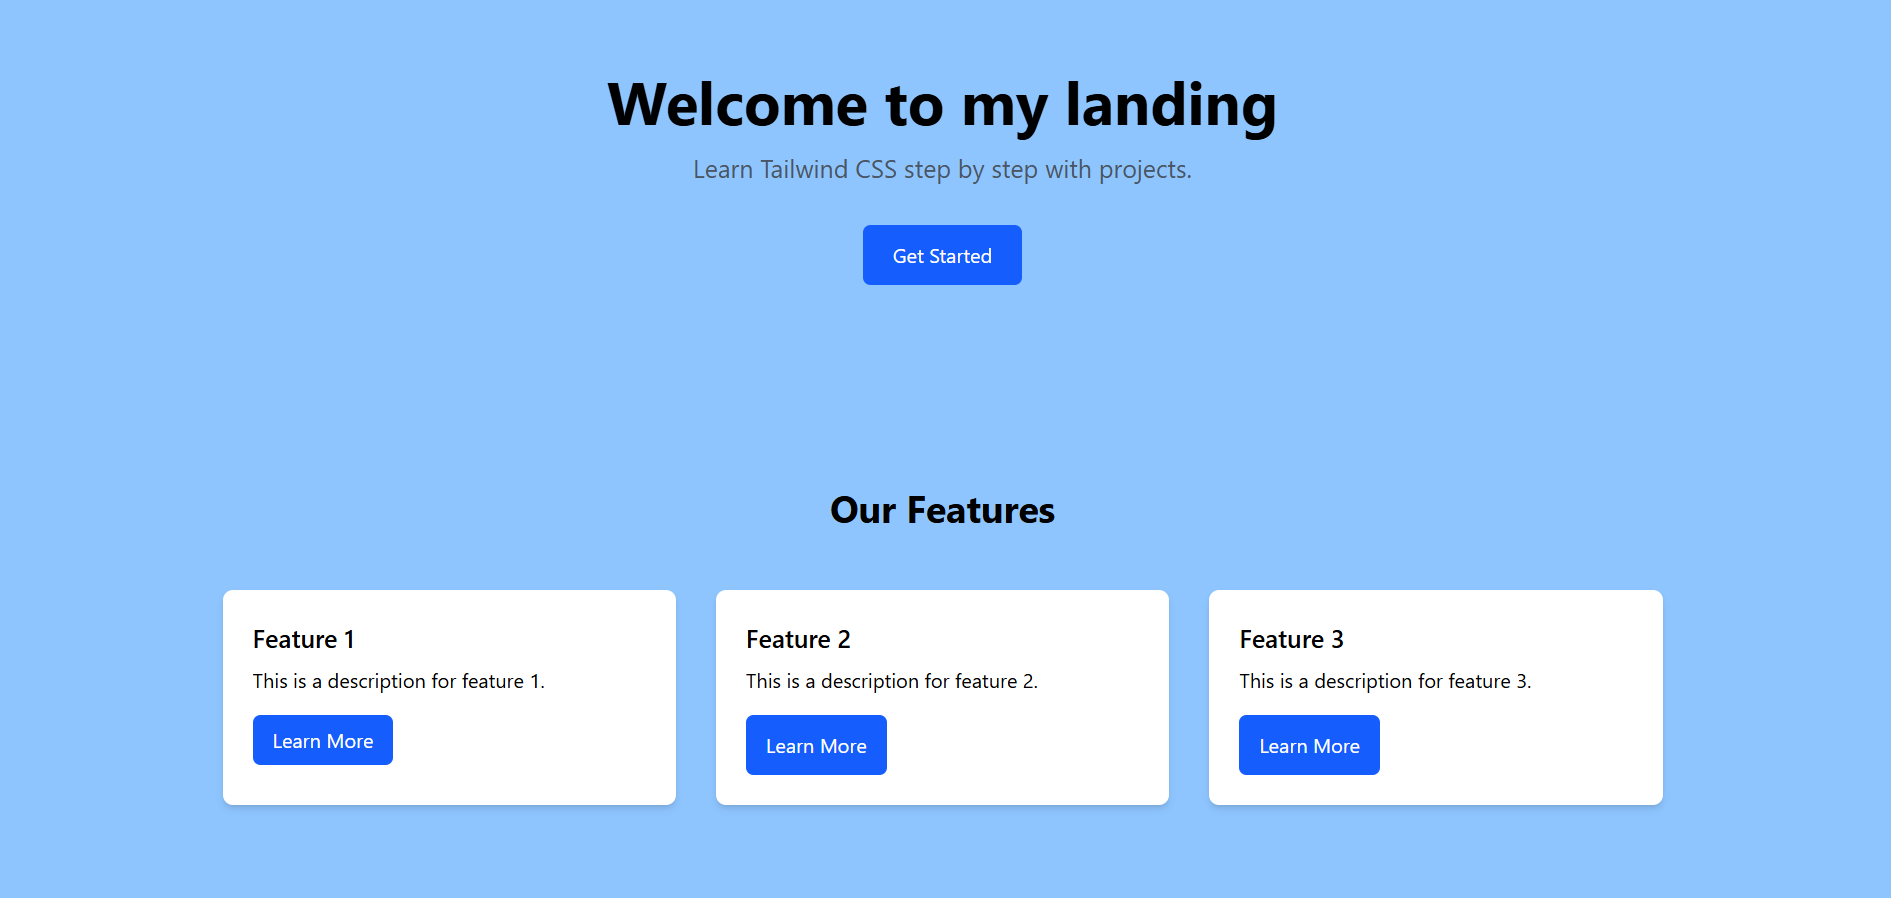 Welcome to my landing
Learn Tailwind CSS step by step with projects.
Get Started
Our Features
Feature 1
This is a description for feature 1.
Learn More
Feature 2
This is a description for feature 2.
Learn More
Feature 3
This is a description for feature 3.
Learn More